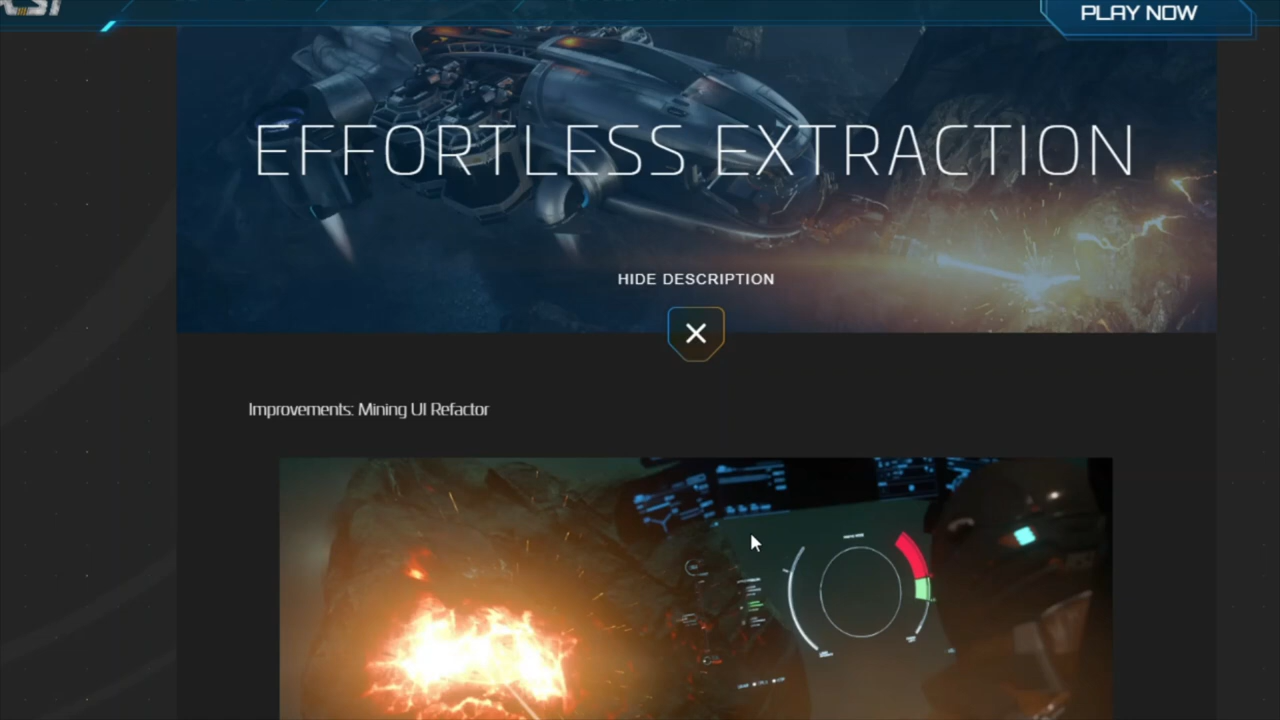 PLAY NOW
EFFORTLESS EXTRACTION
HIDE DESCRIPTION
Improvements: Mining UI Refactor